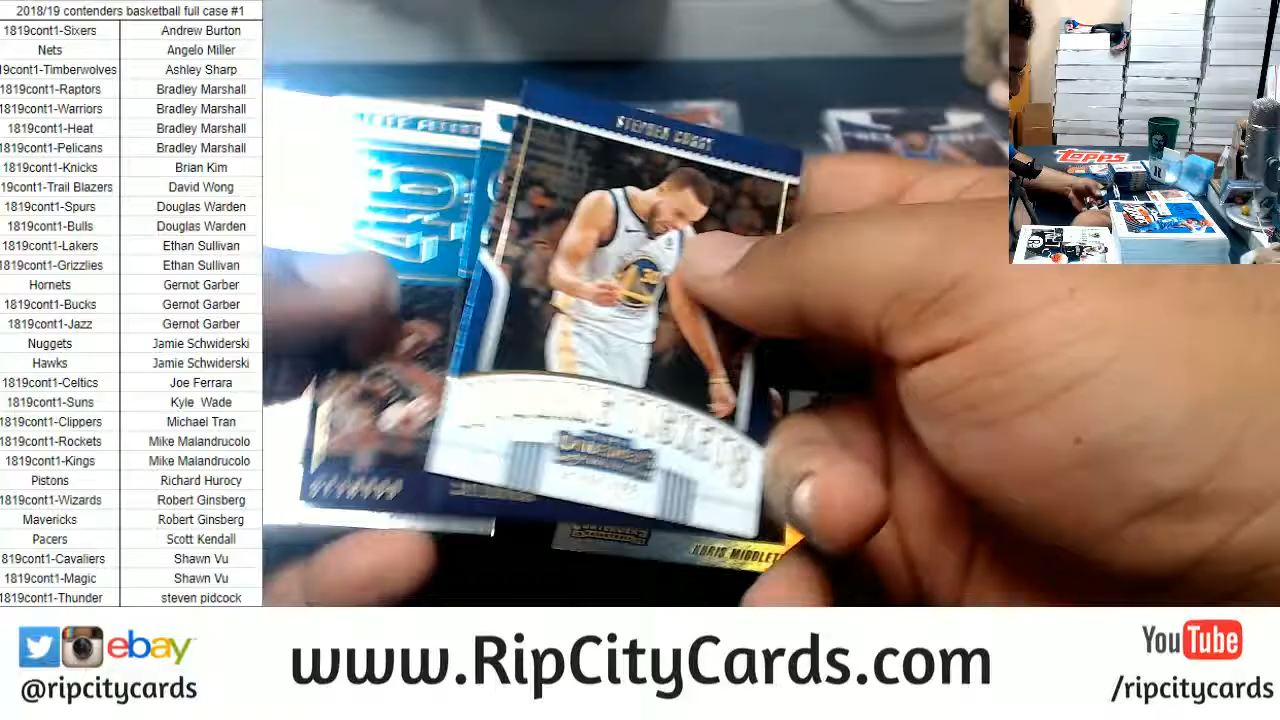 2018/19 contenders basketball full case #1
1819cont1-Sixers Andrew Burton
Nets Angelo Miller
19cont1-Timberwolves Ashley Sharp
1819cont1-Raptors Bradley Marshall
1819cont1-Warriors Bradley Marshall
1819cont1-Heat Bradley Marshall
1819cont1-Pelicans Bradley Marshall
1819cont1-Knicks Brian Kim
19cont1-Trail Blazers David Wong
1819cont1-Spurs Douglas Warden
1819cont1-Bulls Douglas Warden
1819cont1-Lakers Ethan Sullivan
1819cont1-Grizzlies Ethan Sullivan
Hornets Gernot Garber
1819cont1-Bucks Gernot Garber
1819cont1-Jazz Gernot Garber
Nuggets Jamie Schwiderski
Hawks Jamie Schwiderski
1819cont1-Celtics Joe Ferrara
1819cont1-Suns Kyle Wade
1819cont1-Clippers Michael Tran
1819cont1-Rockets Mike Malandrucolo
1819cont1-Kings Mike Malandrucolo
Pistons Richard Hurocy
1819cont1-Wizards Robert Ginsberg
Mavericks Robert Ginsberg
Pacers Scott Kendall
819cont1-Cavaliers Shawn Vu
1819cont1-Magic Shawn Vu
1819cont1-Thunder steven pidcock
STEPHEN CURRY
30
TICKETS
CONTENDERS
KHRIS MIDDLET
topps
ebay
@ripcitycards
www.RipCityCards.com
YouTube
/ripcitycards